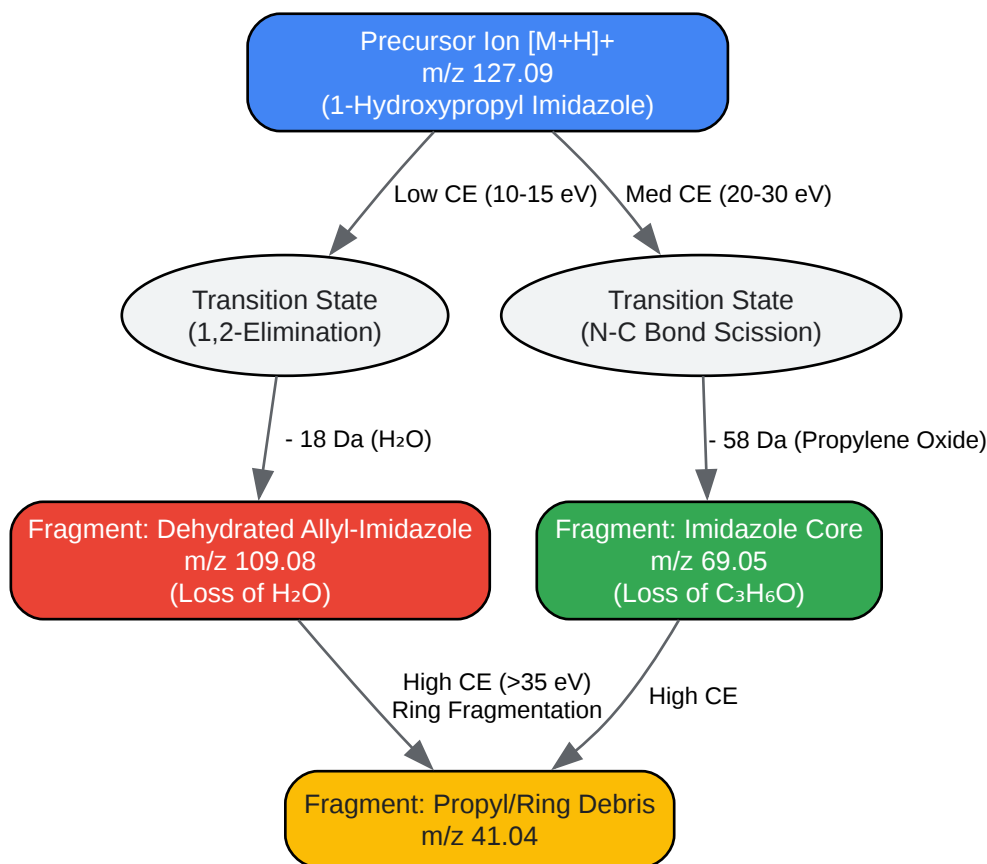 Precursor Ion [M+H]+
m/z 127.09
(1-Hydroxypropyl Imidazole)
Low CE (10-15 eV)
Med CE (20-30 eV)
Transition State
(1,2-Elimination)
Transition State
(N-C Bond Scission)
- 18 Da (H₂O)
- 58 Da (Propylene Oxide)
Fragment: Dehydrated Allyl-Imidazole
m/z 109.08
(Loss of H₂O)
Fragment: Imidazole Core
m/z 69.05
(Loss of C₃H₆O)
High CE (>35 eV)
Ring Fragmentation
High CE
Fragment: Propyl/Ring Debris
m/z 41.04